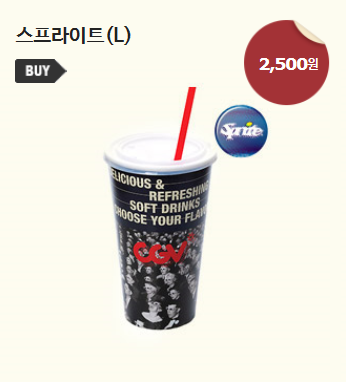 스프라이트(L)
2,500원
BUY
Sprite
ELICIOUS &
REFRESHING
SOFT DRINKS
CHOOSE YOUR FLAV
CGV